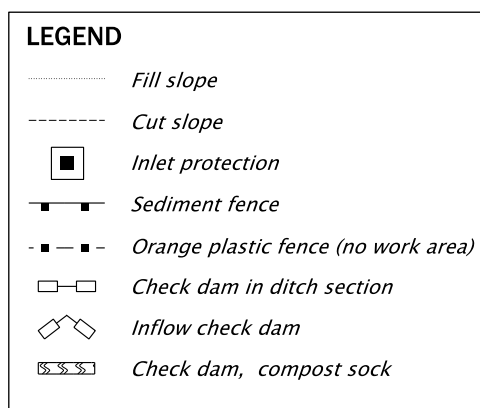 LEGEND
Fill slope
Cut slope
Inlet protection
Sediment fence
Orange plastic fence (no work area)
Check dam in ditch section
Inflow check dam
Check dam, compost sock